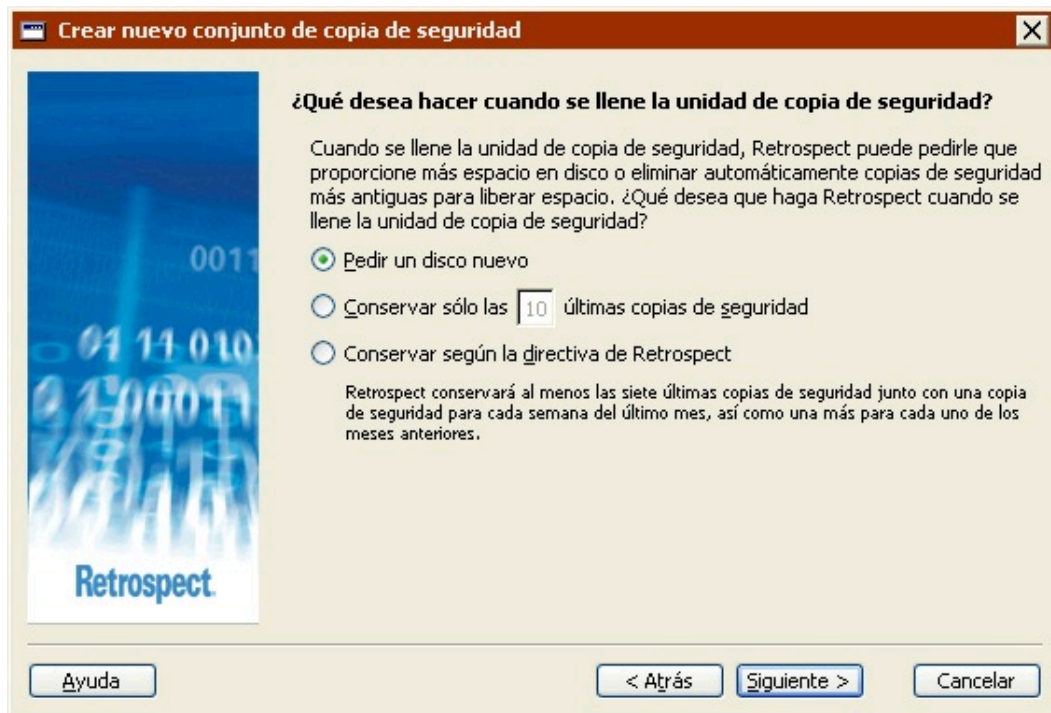 Crear nuevo conjunto de copia de seguridad
¿Qué desea hacer cuando se llene la unidad de copia de seguridad?
Cuando se llene la unidad de copia de seguridad, Retrospect puede pedirle que
proporcione más espacio en disco o eliminar automáticamente copias de seguridad
más antiguas para liberar espacio. ¿Qué desea que haga Retrospect cuando se
llene la unidad de copia de seguridad?
Pedir un disco nuevo
Conservar sólo las 10 últimas copias de seguridad
Conservar según la directiva de Retrospect
Retrospect conservará al menos las siete últimas copias de seguridad junto con una copia
de seguridad para cada semana del último mes, así como una más para cada uno de los
meses anteriores.
0011
01 11 010
Retrospect.
Ayuda
< Atrás
Siguiente >
Cancelar